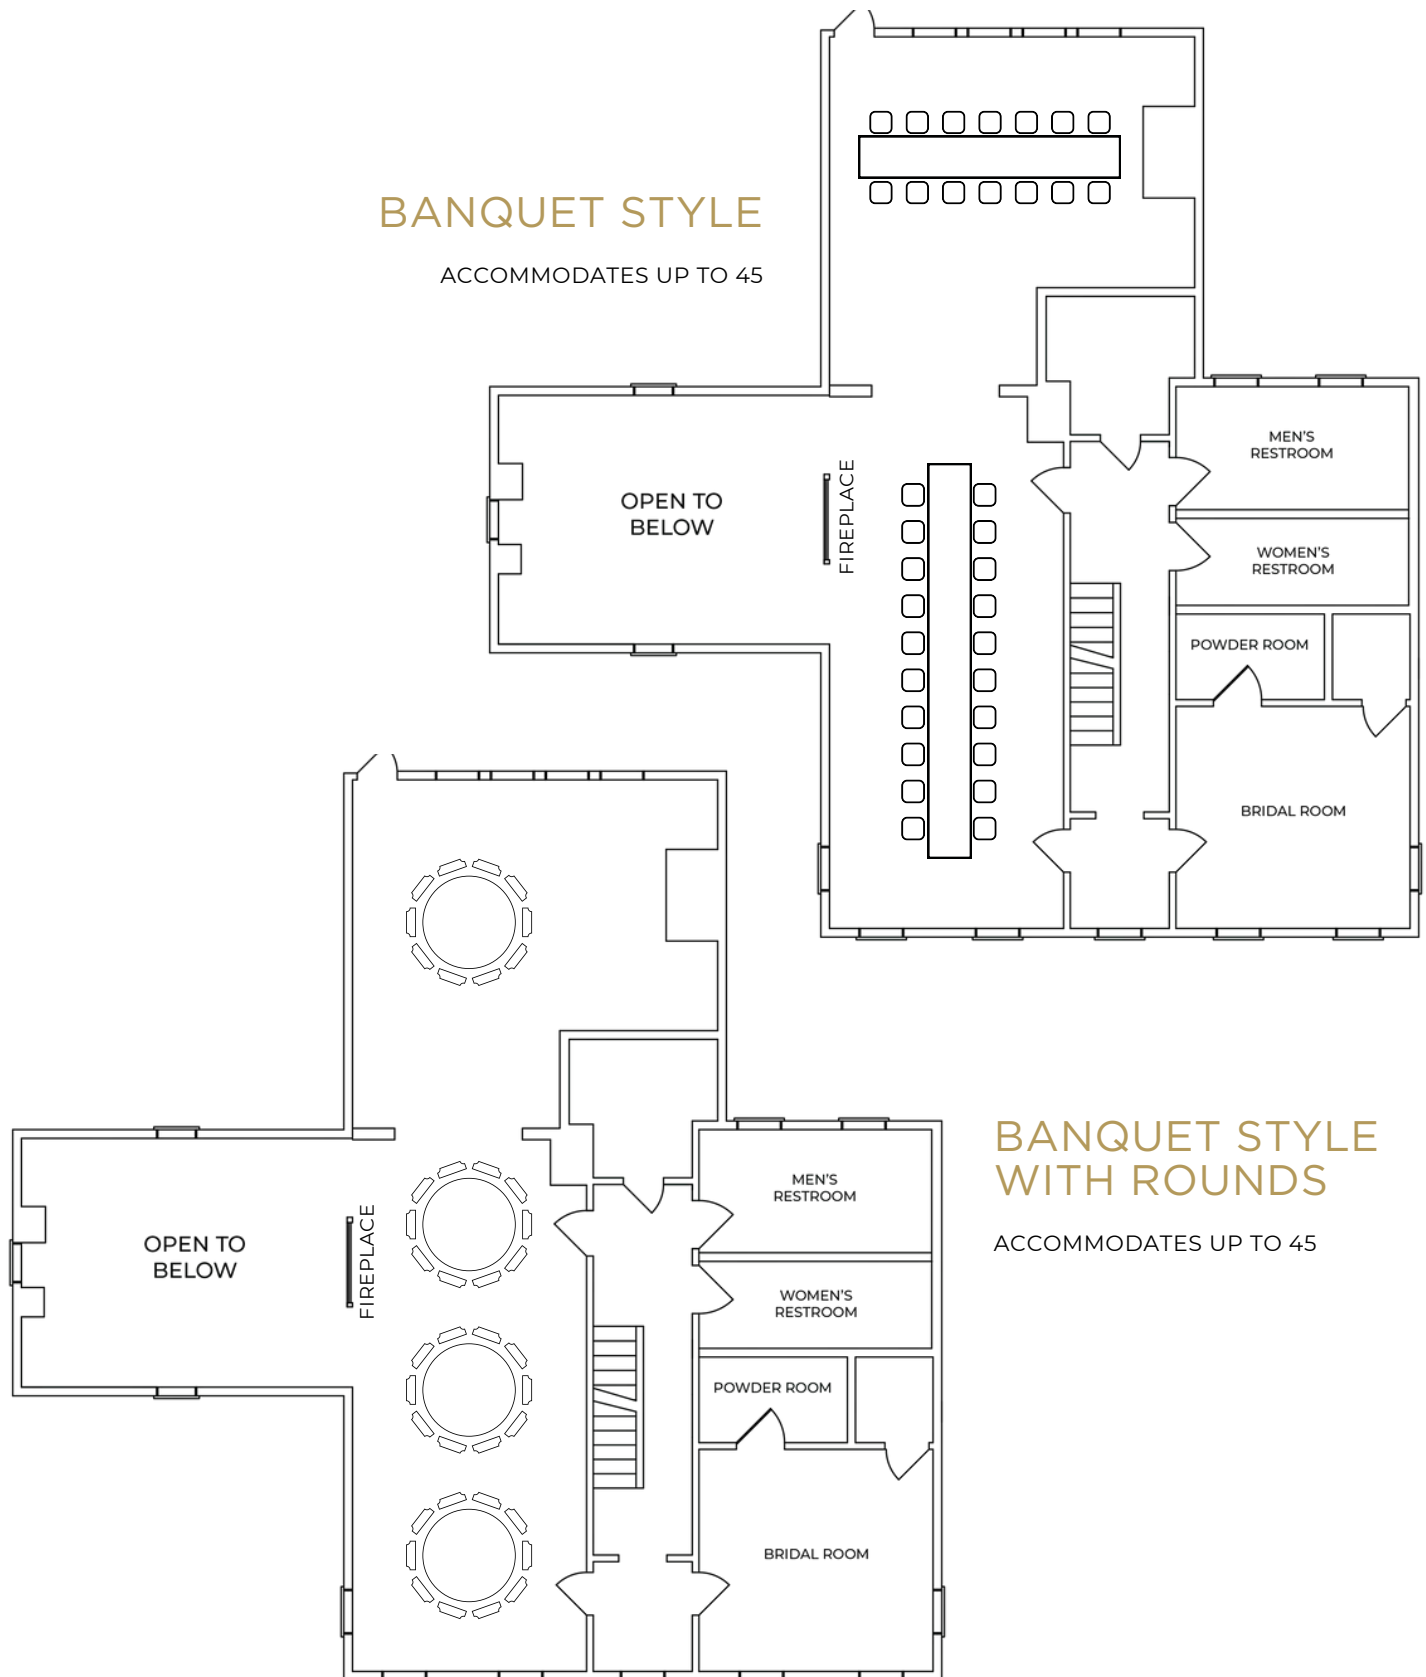 BANQUET STYLE
ACCOMMODATES UP TO 45
OPEN TO
BELOW
FIREPLACE
MEN'S
RESTROOM
WOMEN'S
RESTROOM
POWDER ROOM
BRIDAL ROOM
BANQUET STYLE
WITH ROUNDS
ACCOMMODATES UP TO 45
OPEN TO
BELOW
FIREPLACE
MEN'S
RESTROOM
WOMEN'S
RESTROOM
POWDER ROOM
BRIDAL ROOM